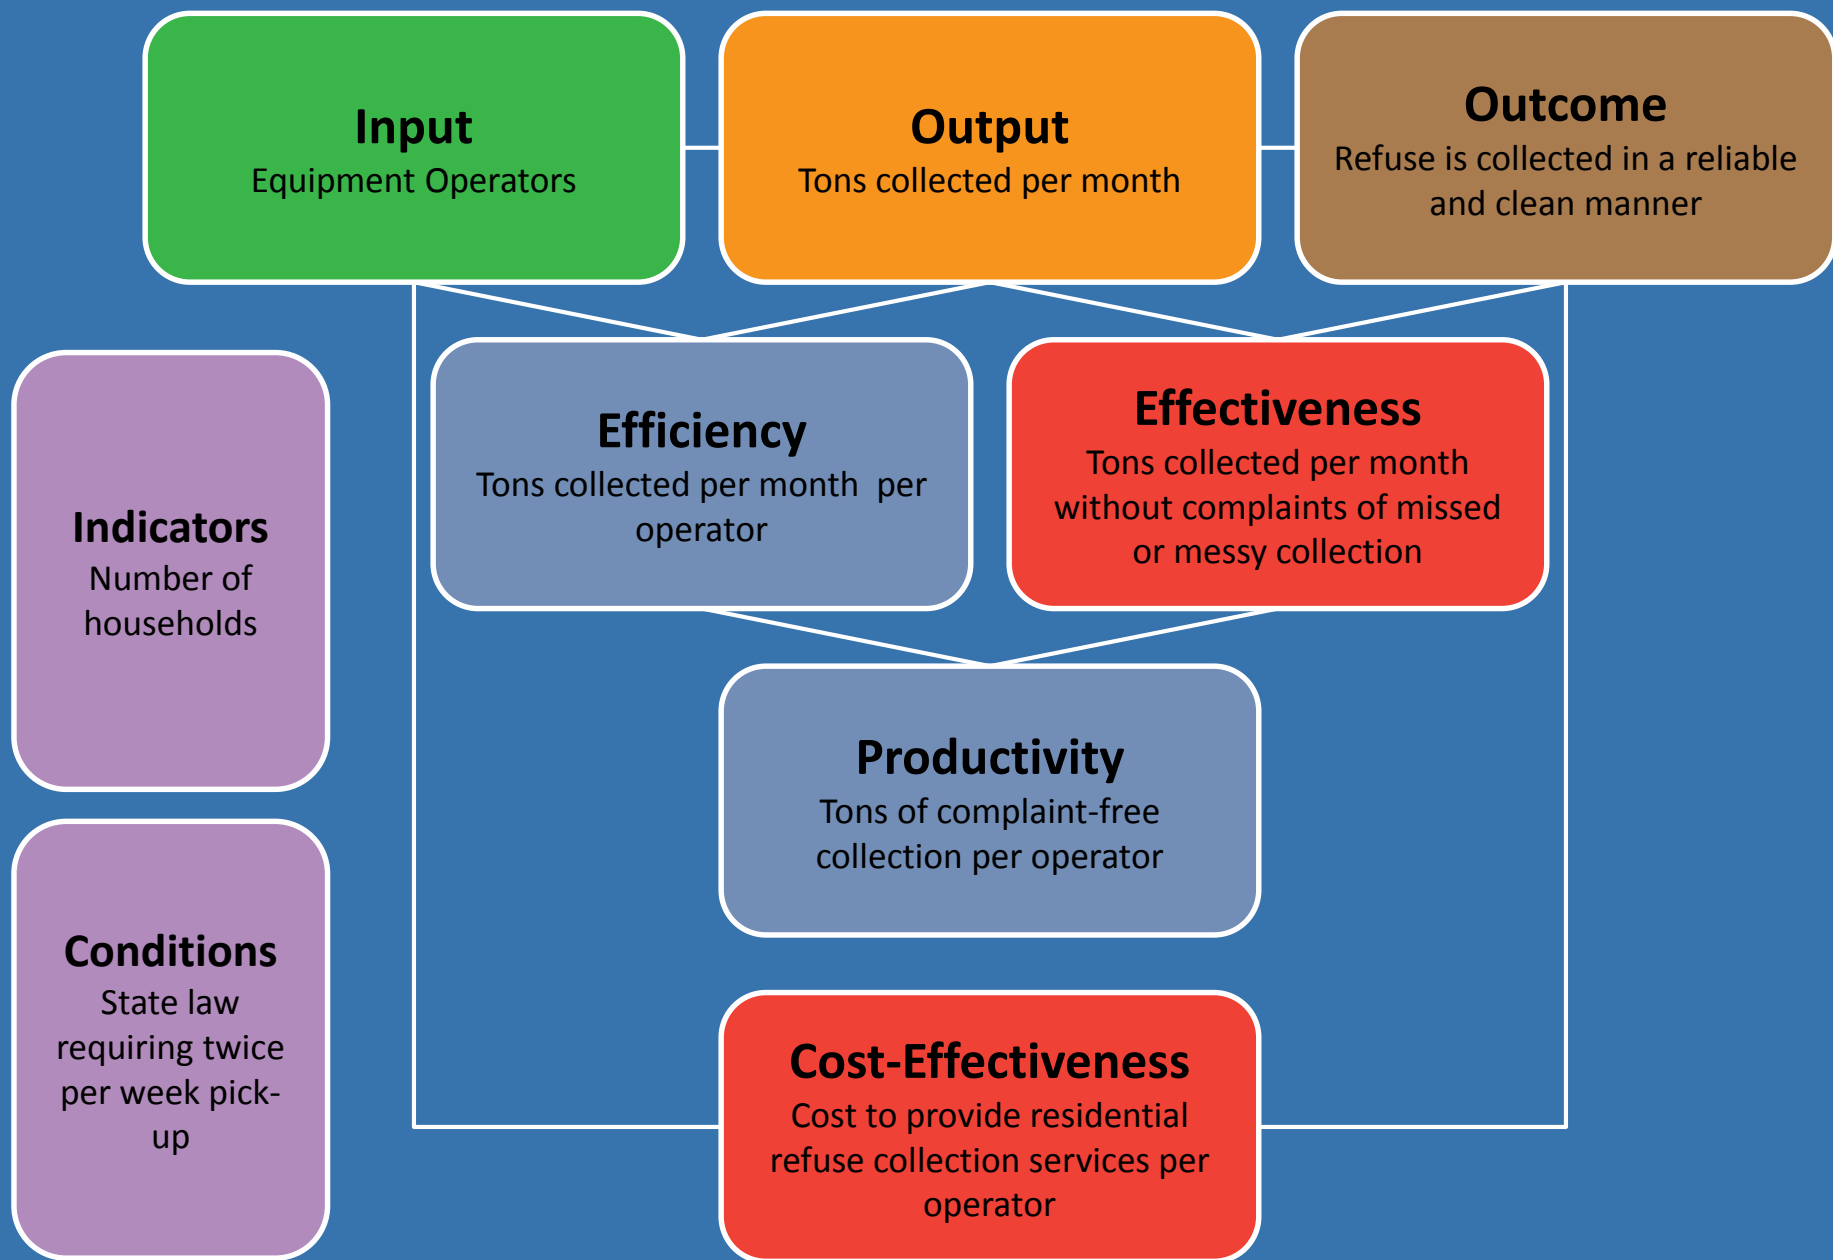 Input
Equipment Operators
Output
Tons collected per month
Outcome
Refuse is collected in a reliable
and clean manner
Indicators
Number of
households
Efficiency
Tons collected per month per
operator
Effectiveness
Tons collected per month
without complaints of missed
or messy collection
Productivity
Tons of complaint-free
collection per operator
Conditions
State law
requiring twice
per week pick-
up
Cost-Effectiveness
Cost to provide residential
refuse collection services per
operator